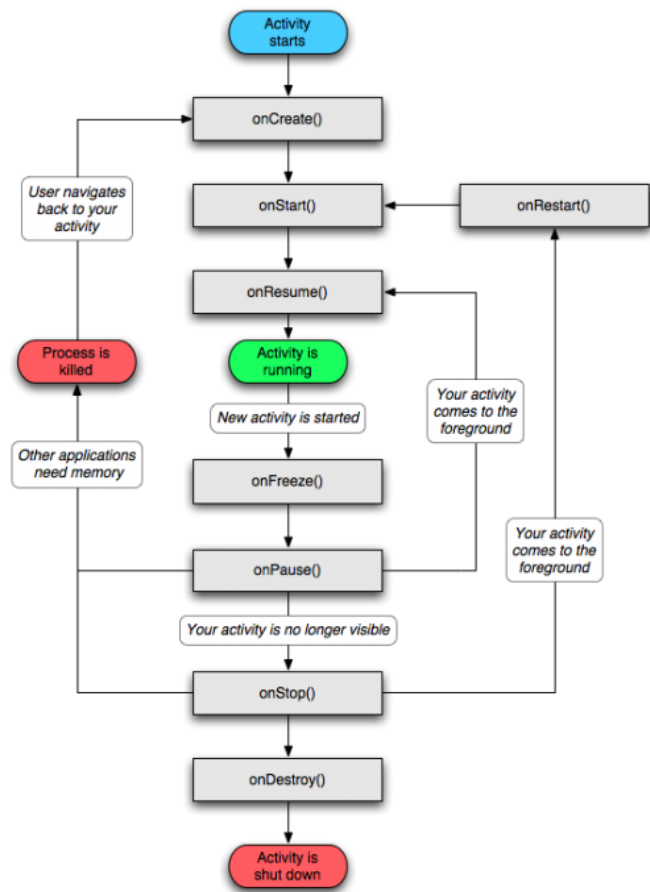 Activity
starts
onCreate()
User navigates
back to your
activity
onStart()
onRestart()
onResume()
Process is
killed
Activity is
running
Your activity
comes to the
foreground
New activity is started
Other applications
need memory
onFreeze()
Your activity
comes to the
foreground
onPause()
Your activity is no longer visible
onStop()
onDestroy()
Activity is
shut down